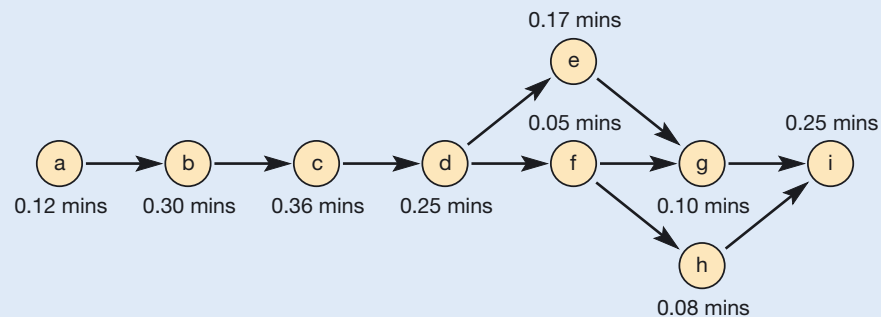 0.17 mins
e
0.05 mins
0.25 mins
a
b
c
d
f
g
i
0.12 mins
0.30 mins
0.36 mins
0.25 mins
0.10 mins
h
0.08 mins